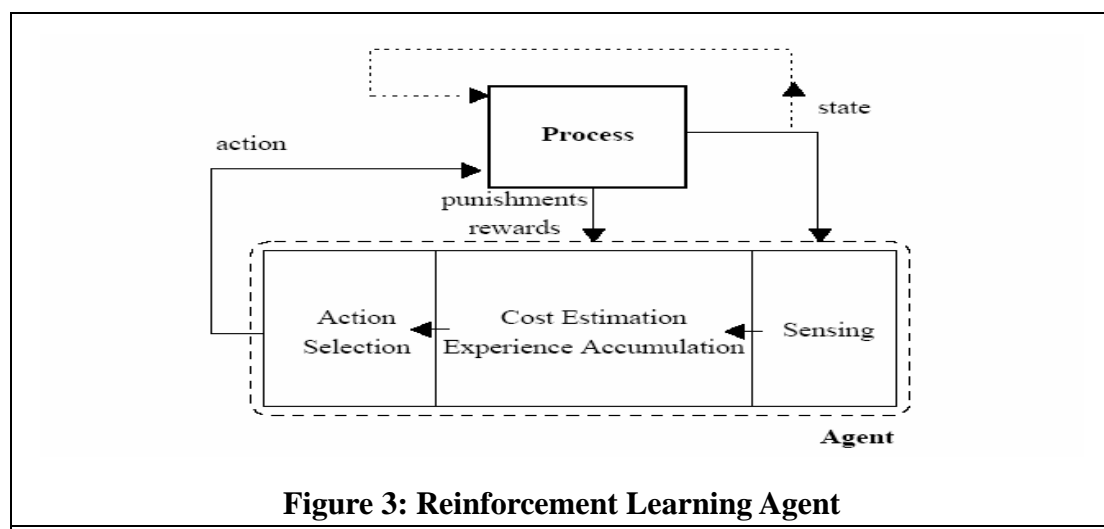 state
Process
action
punishments
rewards
Action
Selection
Cost Estimation
Experience Accumulation
Sensing
Agent
Figure 3: Reinforcement Learning Agent